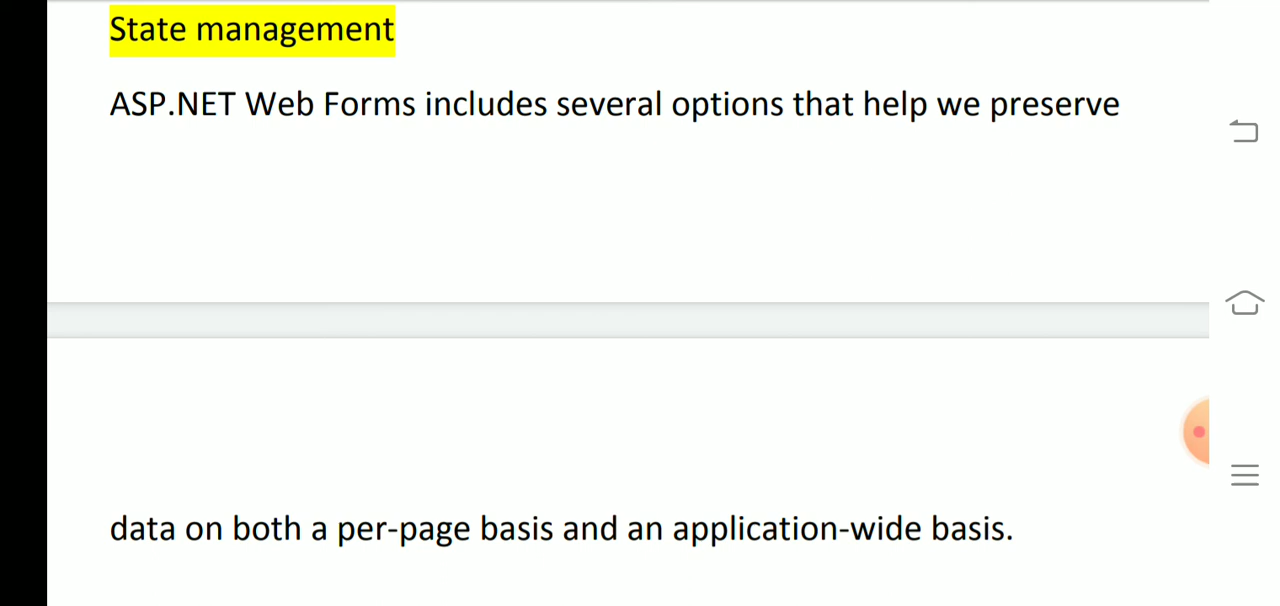 State management
ASP.NET Web Forms includes several options that help we preserve
data on both a per-page basis and an application-wide basis.